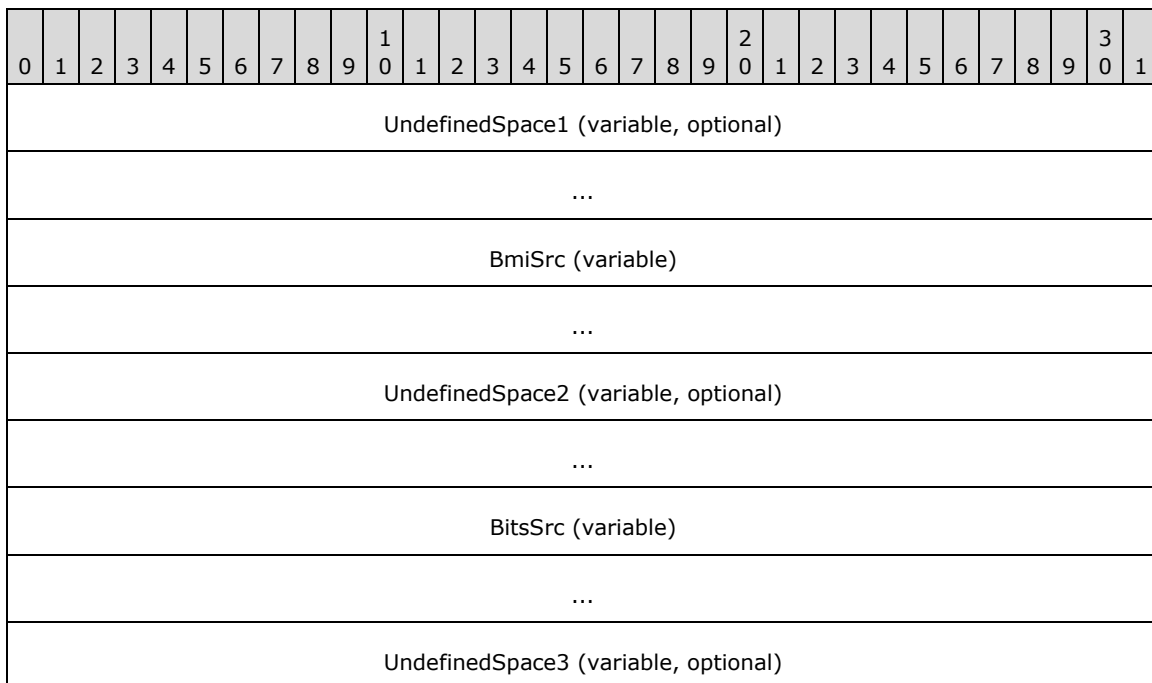 0 1 2 3 4 5 6 7 8 9 1 0 1 2 3 4 5 6 7 8 9 2 0 1 2 3 4 5 6 7 8 9 3 0 1
UndefinedSpace1 (variable, optional)
...
BmiSrc (variable)
...
UndefinedSpace2 (variable, optional)
...
BitsSrc (variable)
...
UndefinedSpace3 (variable, optional)